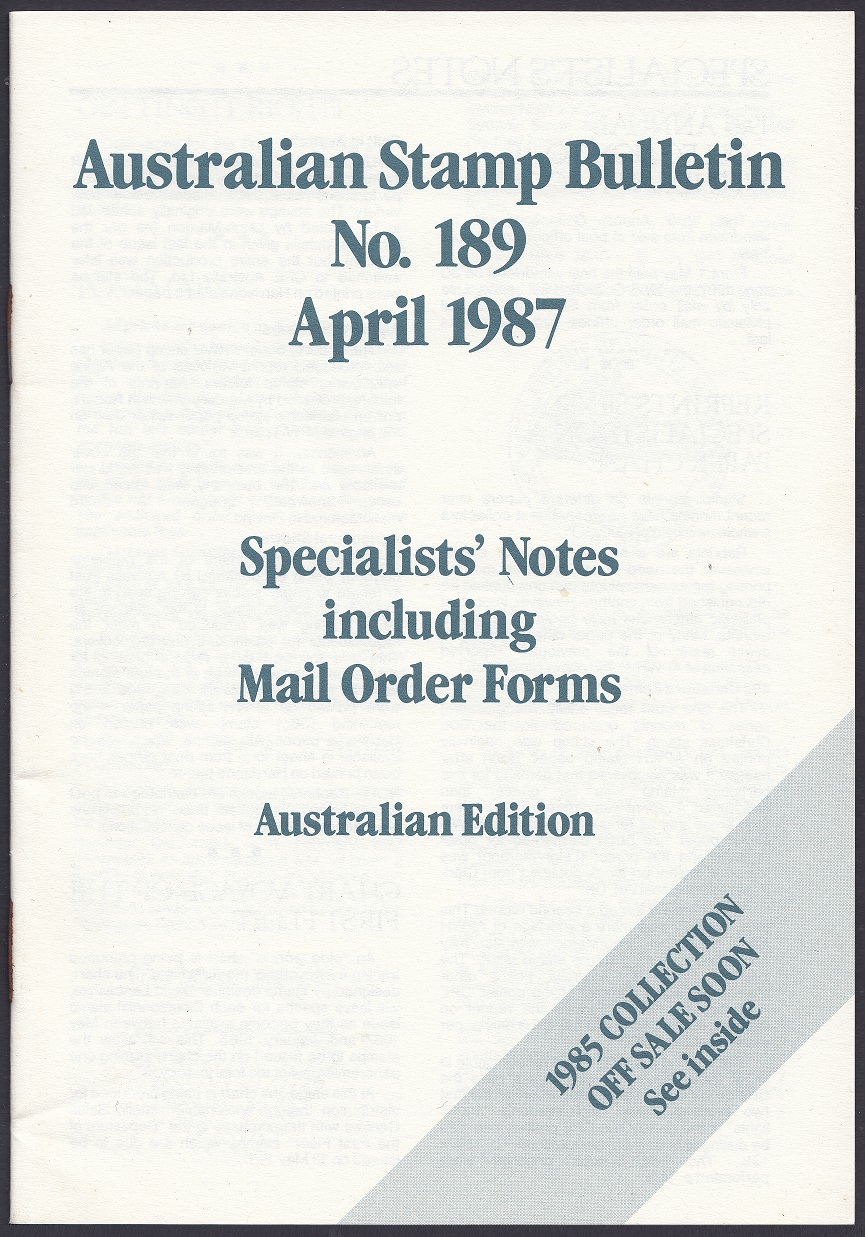 Australian Stamp Bulletin
No. 189
April 1987
Specialists' Notes
including
Mail Order Forms
Australian Edition
1985 COLLECTION
OFF SALE SOON
See inside